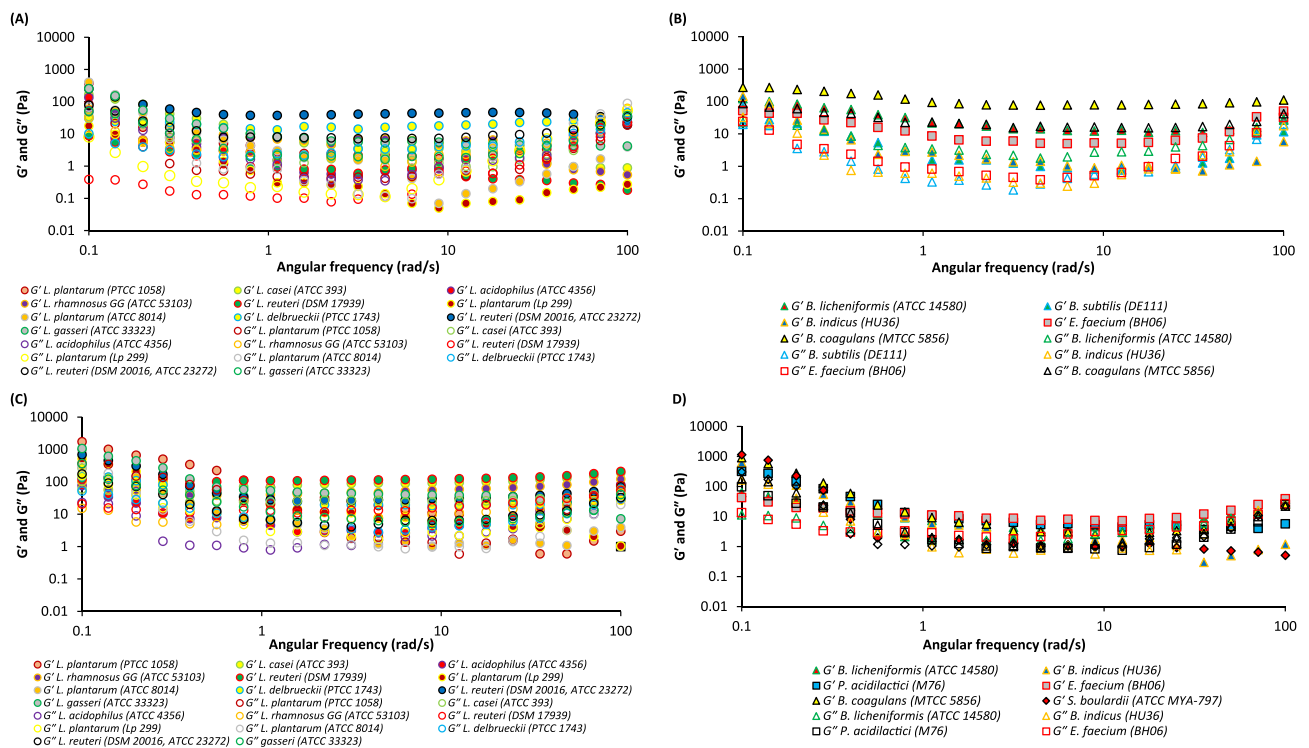 (A)
10000
1000
100
10
1
0.1
0.01
G′ and G″ (Pa)
0.1 1 10 100
Angular frequency (rad/s)
G′ L. plantarum (PTCC 1058) G′ L. casei (ATCC 393) G′ L. acidophilus (ATCC 4356)
G′ L. rhamnosus GG (ATCC 53103) G′ L. reuteri (DSM 17939) G′ L. plantarum (Lp 299)
G′ L. plantarum (ATCC 8014) G′ L. delbrueckii (PTCC 1743) G′ L. reuteri (DSM 20016, ATCC 23272)
G′ L. gasseri (ATCC 33323) G″ L. plantarum (PTCC 1058) G″ L. casei (ATCC 393)
G″ L. acidophilus (ATCC 4356) G″ L. rhamnosus GG (ATCC 53103) G″ L. reuteri (DSM 17939)
G″ L. plantarum (Lp 299) G″ L. plantarum (ATCC 8014) G″ L. delbrueckii (PTCC 1743)
G″ L. reuteri (DSM 20016, ATCC 23272) G″ L. gasseri (ATCC 33323)
(B)
10000
1000
100
10
1
0.1
0.01
G′ and G″ (Pa)
0.1 1 10 100
Angular frequency (rad/s)
G′ B. licheniformis (ATCC 14580) G′ B. subtilis (DE111)
G′ B. indicus (HU36) G′ E. faecium (BH06)
G′ B. coagulans (MTCC 5856) G″ B. licheniformis (ATCC 14580)
G″ B. subtilis (DE111) G″ B. indicus (HU36)
G″ E. faecium (BH06) G″ B. coagulans (MTCC 5856)
(C)
10000
1000
100
10
1
0.1
0.01
G′ and G″ (Pa)
0.1 1 10 100
Angular Frequency (rad/s)
G′ L. plantarum (PTCC 1058) G′ L. casei (ATCC 393) G′ L. acidophilus (ATCC 4356)
G′ L. rhamnosus GG (ATCC 53103) G′ L. reuteri (DSM 17939) G′ L. plantarum (Lp 299)
G′ L. plantarum (ATCC 8014) G′ L. delbrueckii (PTCC 1743) G′ L. reuteri (DSM 20016, ATCC 23272)
G′ L. gasseri (ATCC 33323) G″ L. plantarum (PTCC 1058) G″ L. casei (ATCC 393)
G″ L. acidophilus (ATCC 4356) G″ L. rhamnosus GG (ATCC 53103) G″ L. reuteri (DSM 17939)
G″ L. plantarum (Lp 299) G″ L. plantarum (ATCC 8014) G″ L. delbrueckii (PTCC 1743)
G″ L. reuteri (DSM 20016, ATCC 23272) G″ gasseri (ATCC 33323)
D)
10000
1000
100
10
1
0.1
0.01
G′ and G″ (Pa)
0.1 1 10 100
Angular frequency (rad/s)
G′ B. licheniformis (ATCC 14580) G′ B. indicus (HU36)
G′ P. acidilactici (M76) G′ E. faecium (BH06)
G′ B. coagulans (MTCC 5856) G′ S. boulardii (ATCC MYA-797)
G″ B. licheniformis (ATCC 14580) G″ B. indicus (HU36)
G″ P. acidilactici (M76) G″ E. faecium (BH06)